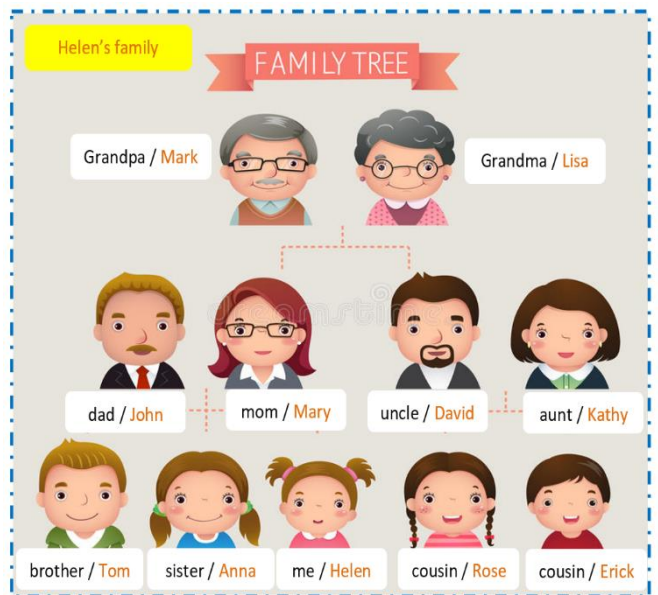 Helen's family
FAMILY TREE
Grandpa / Mark
Grandma / Lisa
dreamstime
dad / John
mom / Mary
uncle / David
aunt / Kathy
brother / Tom
sister / Anna
me / Helen
cousin / Rose
cousin / Erick